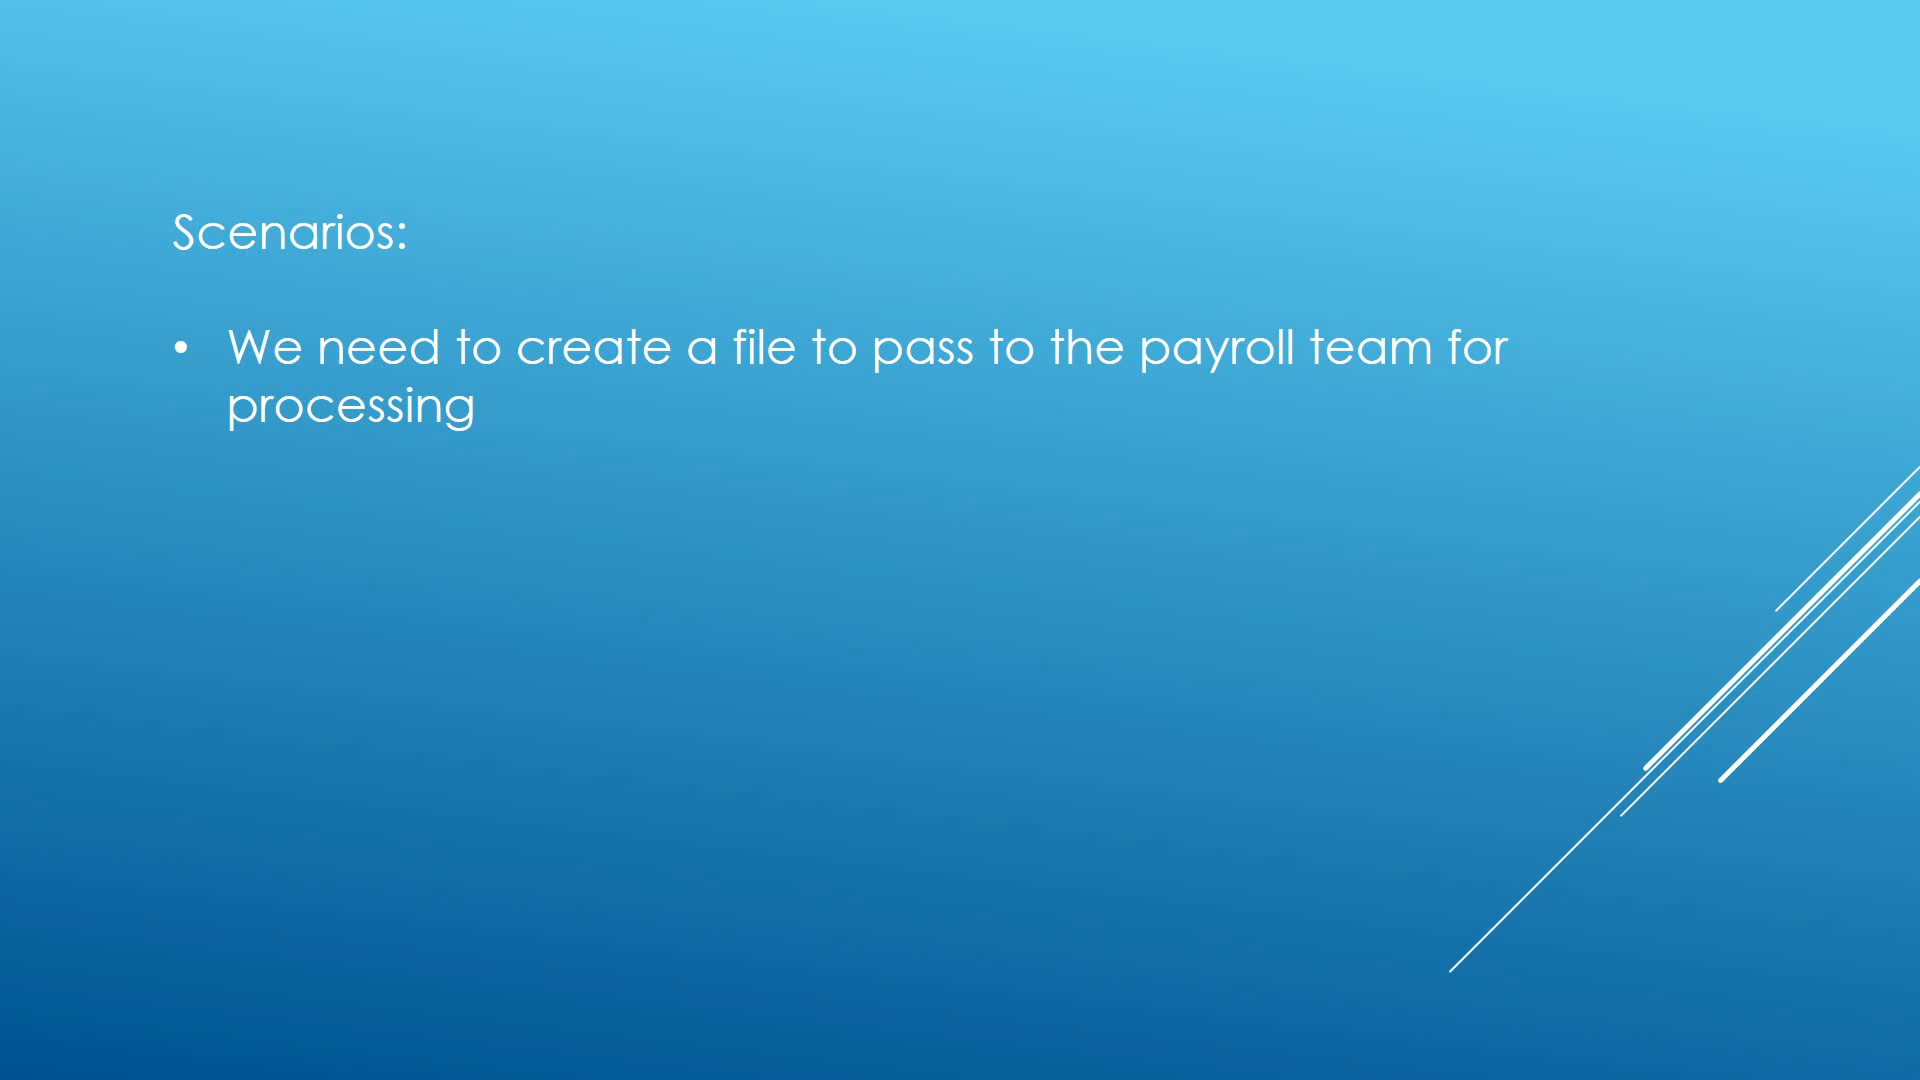 Scenarios:
• We need to create a file to pass to the payroll team for
processing